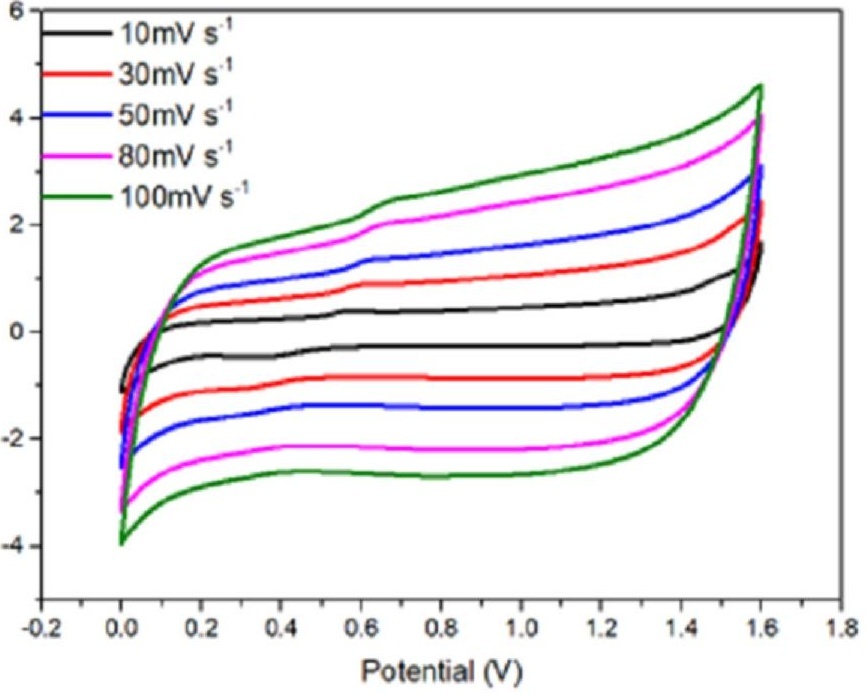 6
4
2
0
-2
-4
10mV s⁻¹
30mV s⁻¹
50mV s⁻¹
80mV s⁻¹
100mV s⁻¹
-0.2 0.0 0.2 0.4 0.6 0.8 1.0 1.2 1.4 1.6 1.8
Potential (V)